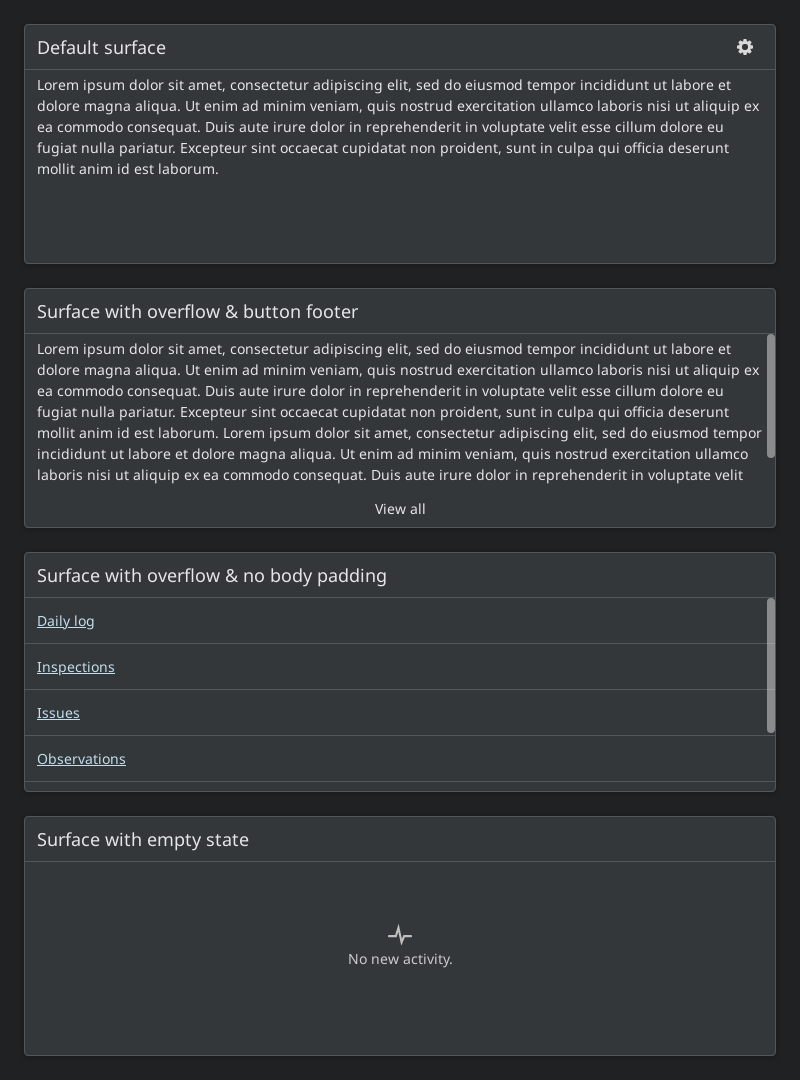 Default surface
Lorem ipsum dolor sit amet, consectetur adipiscing elit, sed do eiusmod tempor incididunt ut labore et
dolore magna aliqua. Ut enim ad minim veniam, quis nostrud exercitation ullamco laboris nisi ut aliquip ex
ea commodo consequat. Duis aute irure dolor in reprehenderit in voluptate velit esse cillum dolore eu
fugiat nulla pariatur. Excepteur sint occaecat cupidatat non proident, sunt in culpa qui officia deserunt
mollit anim id est laborum.
Surface with overflow & button footer
Lorem ipsum dolor sit amet, consectetur adipiscing elit, sed do eiusmod tempor incididunt ut labore et
dolore magna aliqua. Ut enim ad minim veniam, quis nostrud exercitation ullamco laboris nisi ut aliquip ex
ea commodo consequat. Duis aute irure dolor in reprehenderit in voluptate velit esse cillum dolore eu
fugiat nulla pariatur. Excepteur sint occaecat cupidatat non proident, sunt in culpa qui officia deserunt
mollit anim id est laborum. Lorem ipsum dolor sit amet, consectetur adipiscing elit, sed do eiusmod tempor
incididunt ut labore et dolore magna aliqua. Ut enim ad minim veniam, quis nostrud exercitation ullamco
laboris nisi ut aliquip ex ea commodo consequat. Duis aute irure dolor in reprehenderit in voluptate velit
View all
Surface with overflow & no body padding
Daily log
Inspections
Issues
Observations
Surface with empty state
No new activity.